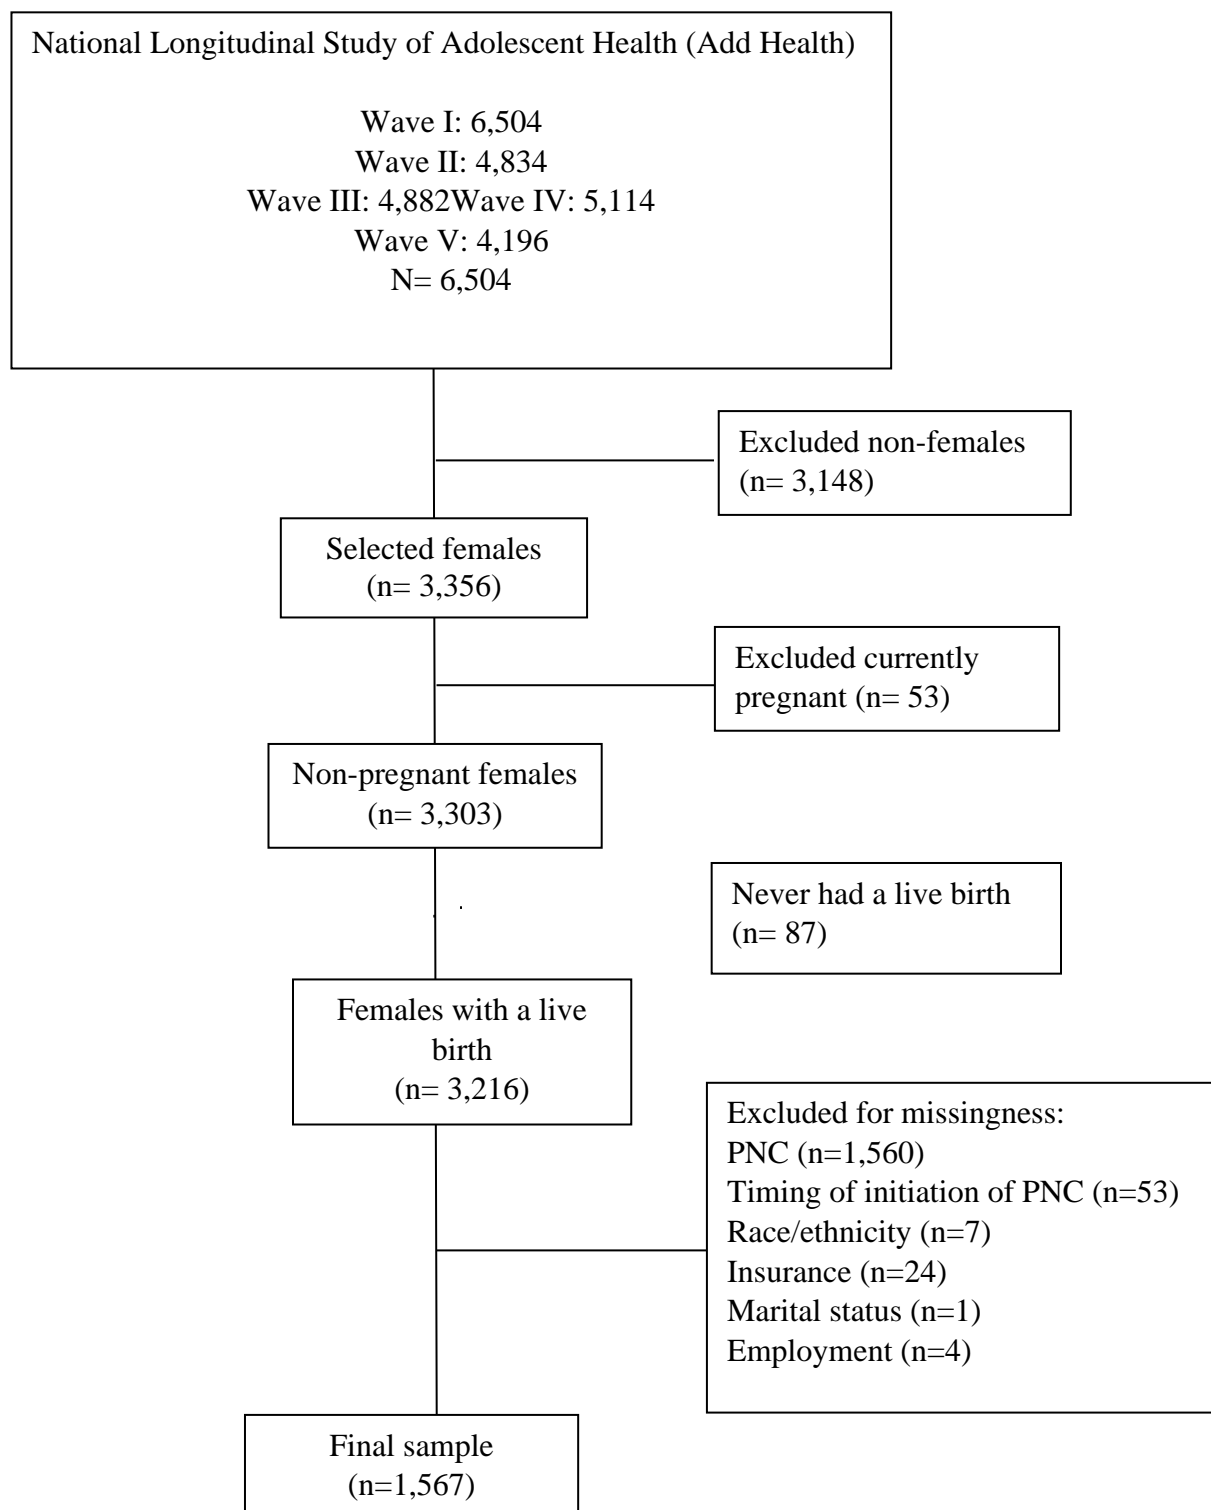 National Longitudinal Study of Adolescent Health (Add Health)
Wave I: 6,504
Wave II: 4,834
Wave III: 4,882Wave IV: 5,114
Wave V: 4,196
N= 6,504
Excluded non-females
(n= 3,148)
Selected females
(n= 3,356)
Excluded currently
pregnant (n= 53)
Non-pregnant females
(n= 3,303)
Never had a live birth
(n= 87)
Females with a live
birth
(n= 3,216)
Excluded for missingness:
PNC (n=1,560)
Timing of initiation of PNC (n=53)
Race/ethnicity (n=7)
Insurance (n=24)
Marital status (n=1)
Employment (n=4)
Final sample
(n=1,567)